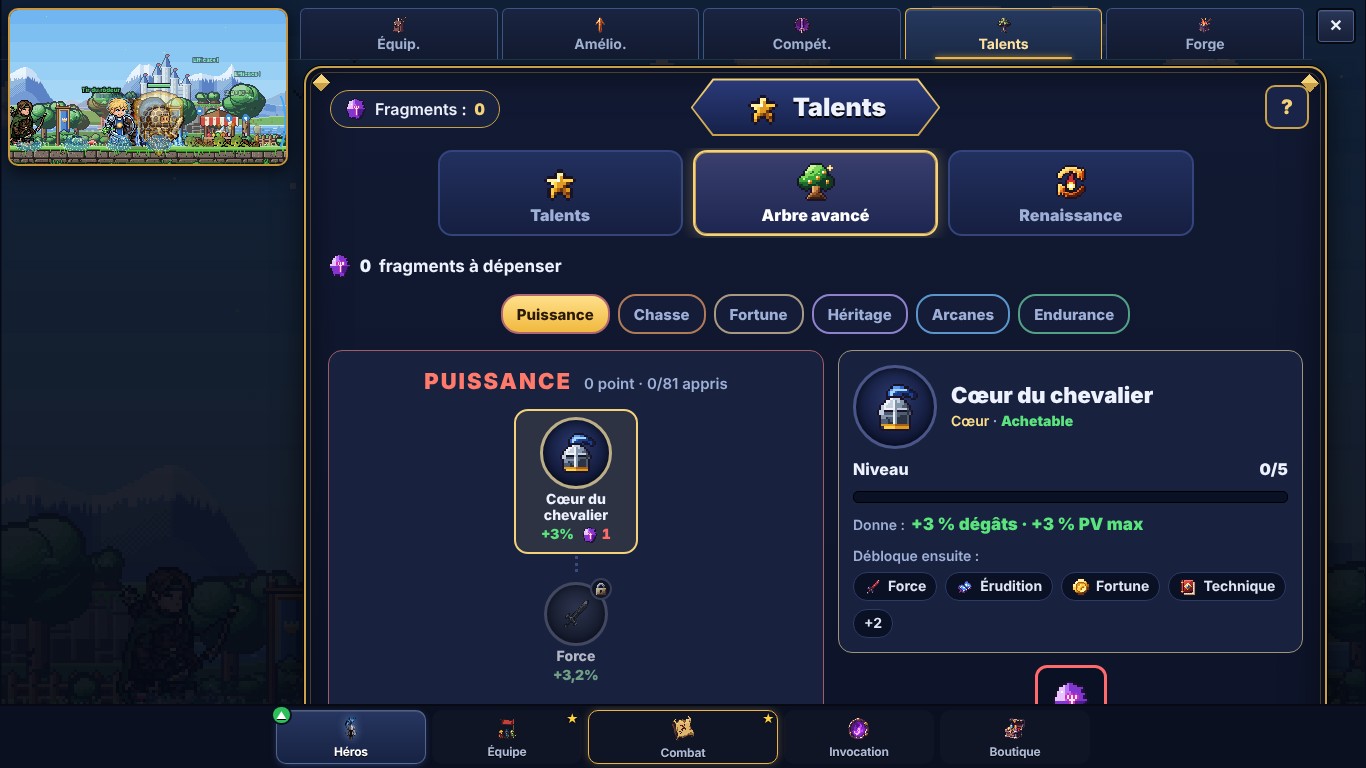 Équip.
Amélio.
Compét.
Talents
Forge
×
Fragments : 0
Talents
?
Talents
Arbre avancé
Renaissance
0 fragments à dépenser
Puissance
Chasse
Fortune
Héritage
Arcanes
Endurance
PUISSANCE 0 point · 0/81 appris
Cœur du
chevalier
+3% 1
Force
+3,2%
Cœur du chevalier
Cœur · Achetable
Niveau 0/5
Donne : +3 % dégâts · +3 % PV max
Débloque ensuite :
Force
Érudition
Fortune
Technique
+2
Héros
Équipe
Combat
Invocation
Boutique